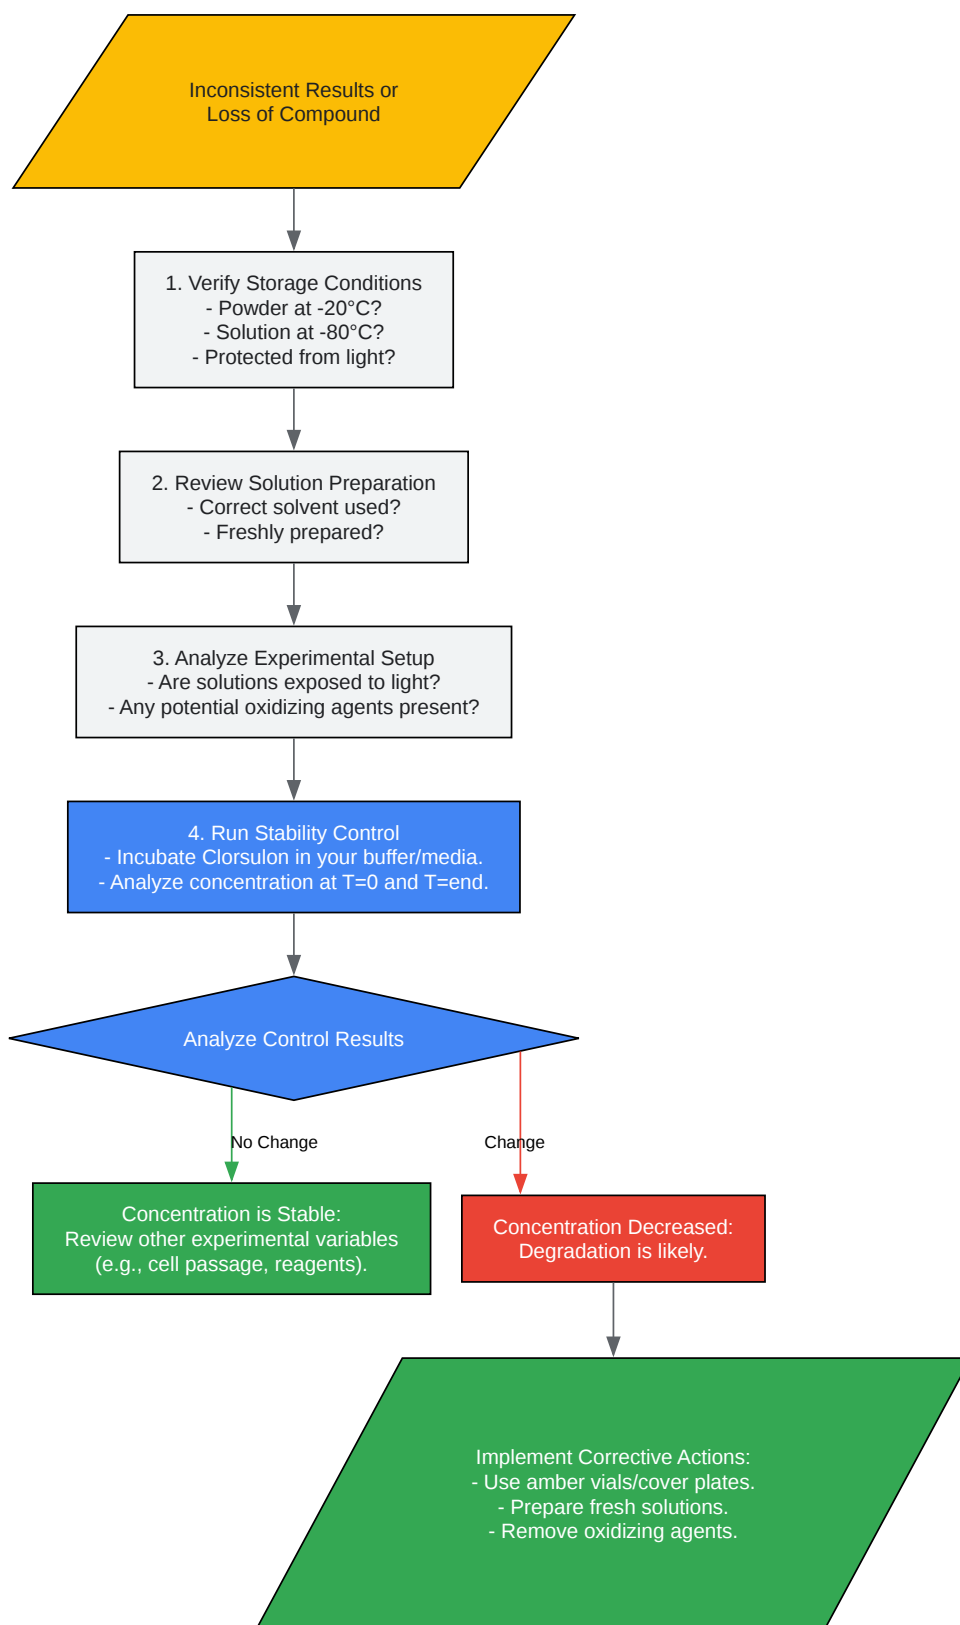 Inconsistent Results or
Loss of Compound
1. Verify Storage Conditions
- Powder at -20°C?
- Solution at -80°C?
- Protected from light?
2. Review Solution Preparation
- Correct solvent used?
- Freshly prepared?
3. Analyze Experimental Setup
- Are solutions exposed to light?
- Any potential oxidizing agents present?
4. Run Stability Control
- Incubate Clorsulon in your buffer/media.
- Analyze concentration at T=0 and T=end.
Analyze Control Results
No Change
Change
Concentration is Stable:
Review other experimental variables
(e.g., cell passage, reagents).
Concentration Decreased:
Degradation is likely.
Implement Corrective Actions:
- Use amber vials/cover plates.
- Prepare fresh solutions.
- Remove oxidizing agents.